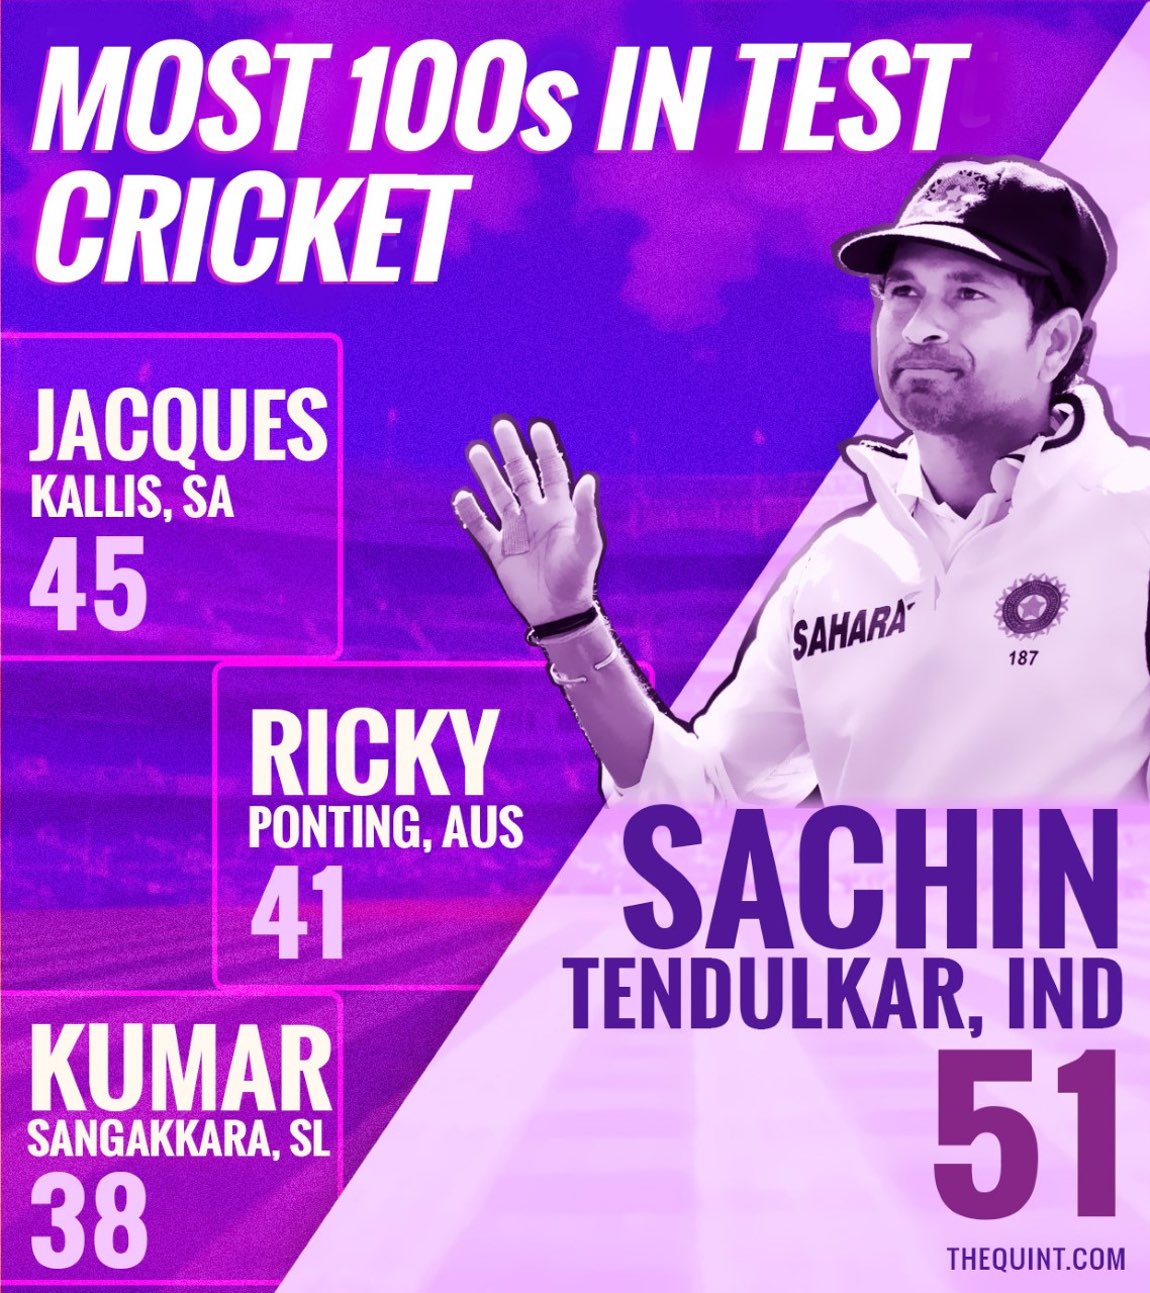 MOST 100s IN TEST
CRICKET
JACQUES
KALLIS, SA
45
RICKY
PONTING, AUS
41
KUMAR
SANGAKKARA, SL
38
SAHARA
187
SACHIN
TENDULKAR, IND
51
THEQUINT.COM